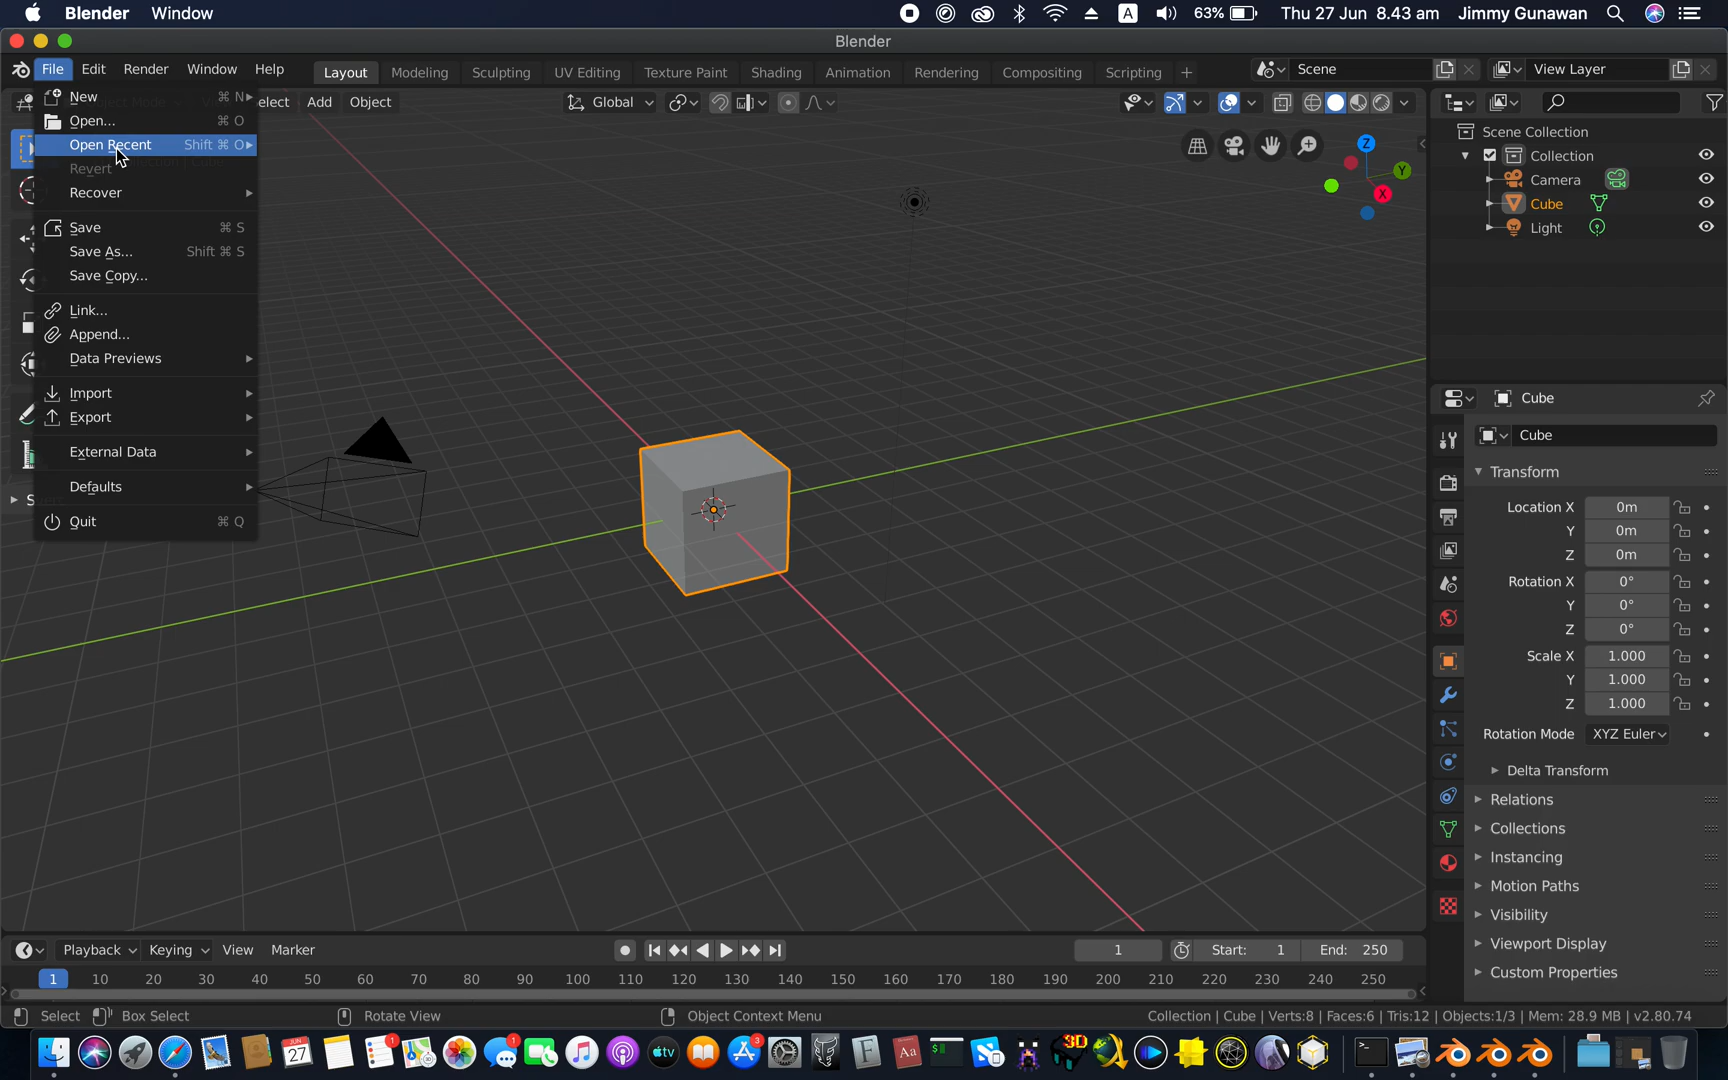 Blender Window
A 63% Thu 27 Jun 8.43 am Jimmy Gunawan
Blender
File Edit Render Window Help
Layout Modeling Sculpting UV Editing Texture Paint Shading Animation Rendering Compositing Scripting +
Scene
View Layer
New ⌘ N
elect Add Object
Global
Open... ⌘ O
Open Recent Shift ⌘ O
Revert
Recover
Save ⌘ S
Save As... Shift ⌘ S
Save Copy...
Link...
Append...
Data Previews
Import
Export
External Data
Defaults
Quit ⌘ Q
S
Z
Y
X
Scene Collection
Collection
Camera
Cube
Light
Cube
Cube
Transform
Location X 0m
Y 0m
Z 0m
Rotation X 0°
Y 0°
Z 0°
Scale X 1.000
Y 1.000
Z 1.000
Rotation Mode XYZ Euler
Delta Transform
Relations
Collections
Instancing
Motion Paths
Visibility
Viewport Display
Custom Properties
Playback Keying View Marker
1 Start: 1 End: 250
1 10 20 30 40 50 60 70 80 90 100 110 120 130 140 150 160 170 180 190 200 210 220 230 240 250
Select Box Select Rotate View Object Context Menu
Collection | Cube | Verts:8 | Faces:6 | Tris:12 | Objects:1/3 | Mem: 28.9 MB | v2.80.74
JUN
27
1
1
tv
3
F
Aa
$
3D